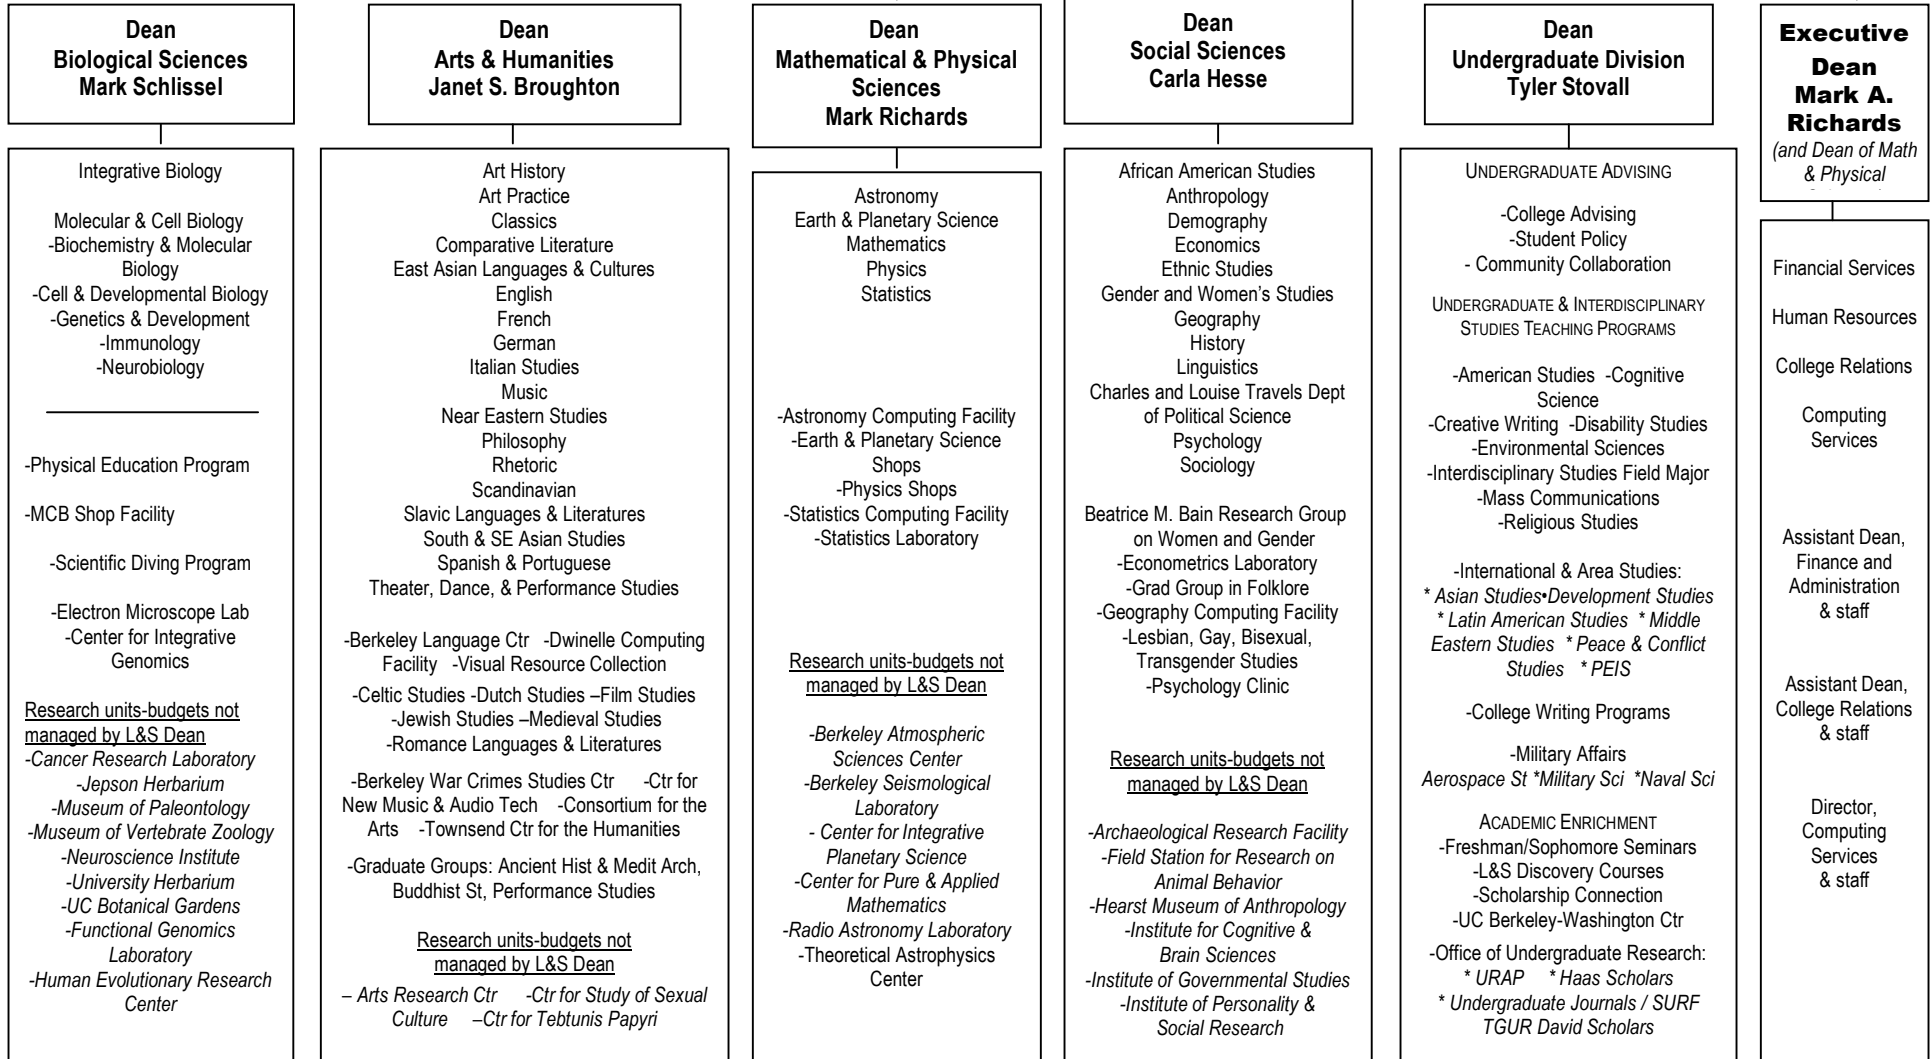 Dean
Biological Sciences
Mark Schlissel
Integrative Biology
Molecular & Cell Biology
-Biochemistry & Molecular
Biology
-Cell & Developmental Biology
-Genetics & Development
-Immunology
-Neurobiology
-Physical Education Program
-MCB Shop Facility
-Scientific Diving Program
-Electron Microscope Lab
-Center for Integrative
Genomics
Research units-budgets not
managed by L&S Dean
-Cancer Research Laboratory
-Jepson Herbarium
-Museum of Paleontology
-Museum of Vertebrate Zoology
-Neuroscience Institute
-University Herbarium
-UC Botanical Gardens
-Functional Genomics
Laboratory
-Human Evolutionary Research
Center
Dean
Arts & Humanities
Janet S. Broughton
Art History
Art Practice
Classics
Comparative Literature
East Asian Languages & Cultures
English
French
German
Italian Studies
Music
Near Eastern Studies
Philosophy
Rhetoric
Scandinavian
Slavic Languages & Literatures
South & SE Asian Studies
Spanish & Portuguese
Theater, Dance, & Performance Studies
-Berkeley Language Ctr -Dwinelle Computing
Facility -Visual Resource Collection
-Celtic Studies -Dutch Studies –Film Studies
-Jewish Studies –Medieval Studies
-Romance Languages & Literatures
-Berkeley War Crimes Studies Ctr -Ctr for
New Music & Audio Tech -Consortium for the
Arts -Townsend Ctr for the Humanities
-Graduate Groups: Ancient Hist & Medit Arch,
Buddhist St, Performance Studies
Research units-budgets not
managed by L&S Dean
– Arts Research Ctr -Ctr for Study of Sexual
Culture –Ctr for Tebtunis Papyri
Dean
Mathematical & Physical
Sciences
Mark Richards
Astronomy
Earth & Planetary Science
Mathematics
Physics
Statistics
-Astronomy Computing Facility
-Earth & Planetary Science
Shops
-Physics Shops
-Statistics Computing Facility
-Statistics Laboratory
Research units-budgets not
managed by L&S Dean
-Berkeley Atmospheric
Sciences Center
-Berkeley Seismological
Laboratory
- Center for Integrative
Planetary Science
-Center for Pure & Applied
Mathematics
-Radio Astronomy Laboratory
-Theoretical Astrophysics
Center
Dean
Social Sciences
Carla Hesse
African American Studies
Anthropology
Demography
Economics
Ethnic Studies
Gender and Women's Studies
Geography
History
Linguistics
Charles and Louise Travels Dept
of Political Science
Psychology
Sociology
Beatrice M. Bain Research Group
on Women and Gender
-Econometrics Laboratory
-Grad Group in Folklore
-Geography Computing Facility
-Lesbian, Gay, Bisexual,
Transgender Studies
-Psychology Clinic
Research units-budgets not
managed by L&S Dean
-Archaeological Research Facility
-Field Station for Research on
Animal Behavior
-Hearst Museum of Anthropology
-Institute for Cognitive &
Brain Sciences
-Institute of Governmental Studies
-Institute of Personality &
Social Research
Dean
Undergraduate Division
Tyler Stovall
UNDERGRADUATE ADVISING
-College Advising
-Student Policy
- Community Collaboration
UNDERGRADUATE & INTERDISCIPLINARY
STUDIES TEACHING PROGRAMS
-American Studies -Cognitive
Science
-Creative Writing -Disability Studies
-Environmental Sciences
-Interdisciplinary Studies Field Major
-Mass Communications
-Religious Studies
-International & Area Studies:
* Asian Studies•Development Studies
* Latin American Studies * Middle
Eastern Studies * Peace & Conflict
Studies * PEIS
-College Writing Programs
-Military Affairs
Aerospace St *Military Sci *Naval Sci
ACADEMIC ENRICHMENT
-Freshman/Sophomore Seminars
-L&S Discovery Courses
-Scholarship Connection
-UC Berkeley-Washington Ctr
-Office of Undergraduate Research:
* URAP * Haas Scholars
* Undergraduate Journals / SURF
TGUR David Scholars
Executive
Dean
Mark A.
Richards
(and Dean of Math
& Physical
Financial Services
Human Resources
College Relations
Computing
Services
Assistant Dean,
Finance and
Administration
& staff
Assistant Dean,
College Relations
& staff
Director,
Computing
Services
& staff